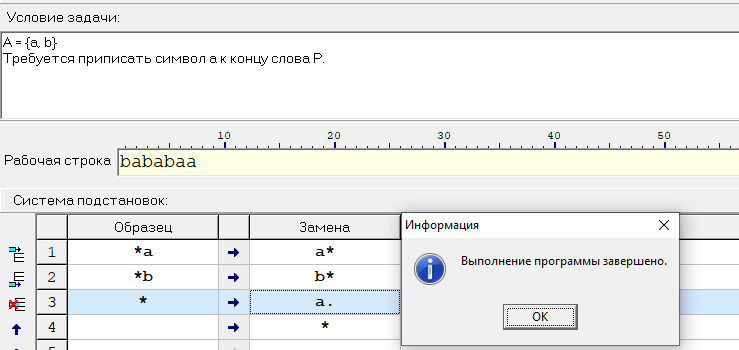 Условие задачи:
A = {a, b}
Требуется приписать символ a к концу слова P.
10 20 30 40 50
Рабочая строка bababaa
Система подстановок:
Образец Замена
1 *a → a*
2 *b → b*
3 * → a.
4 → *
Информация
Выполнение программы завершено.
OK